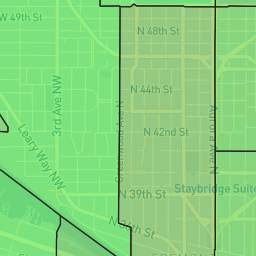 W 49th St
N 48th St
N 44th St
3rd Ave NW
Greenwood Ave N
Aurora Ave N
N 42nd St
Leary Way NW
N 39th St
Staybridge Suite
N 36th St